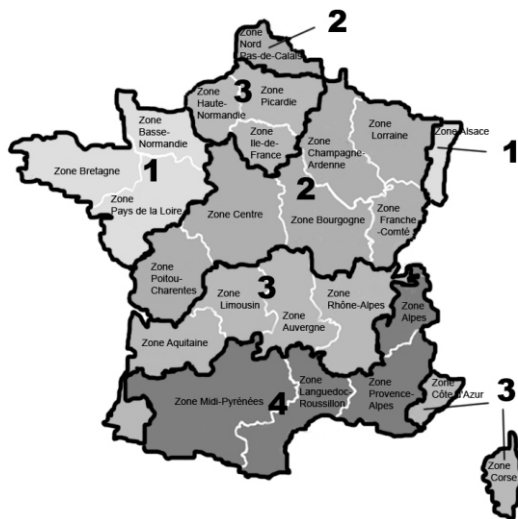 2
Zone
Nord
Pas-de-Calais
3
Zone
Haute-
Normandie
Zone
Picardie
Zone
Basse-
Normandie
Zone
Ile-de-
France
Zone
Champagne-
Ardenne
Zone
Lorraine
Zone Alsace
1
Zone Bretagne
1
Zone
Pays de la Loire
Zone Centre
2
Zone Bourgogne
Zone
Franche
-Comté
Zone
Poitou-
Charentes
Zone
Limousin
3
Zone
Auvergne
Zone
Rhône-Alpes
Zone
Alpes
Zone Aquitaine
Zone Midi-Pyrénées
4
Zone
Languedoc
Roussillon
Zone
Provence-
Alpes
Zone
Côte d'Azur
3
Zone
Corse